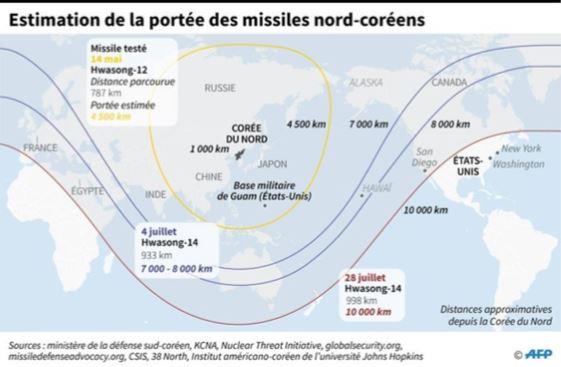 Estimation de la portée des missiles nord-coréens
Missile testé
14 mai
Hwasong-12
Distance parcourue
787 km
Portée estimée
4 500 km
RUSSIE
ALASKA
CANADA
CORÉE
DU NORD
4 500 km
7 000 km
8 000 km
1 000 km
FRANCE
JAPON
CHINE
San
Diego
ÉTATS-
UNIS
New York
Washington
ÉGYPTE
INDE
Base militaire
de Guam (États-Unis)
HAWAÏ
10 000 km
4 juillet
Hwasong-14
933 km
7 000 - 8 000 km
28 juillet
Hwasong-14
998 km
10 000 km
Distances approximatives
depuis la Corée du Nord
Sources : ministère de la défense sud-coréen, KCNA, Nuclear Threat Initiative, globalsecurity.org,
missiledefenseadvocacy.org, CSIS, 38 North, Institut américano-coréen de l'université Johns Hopkins
© AFP